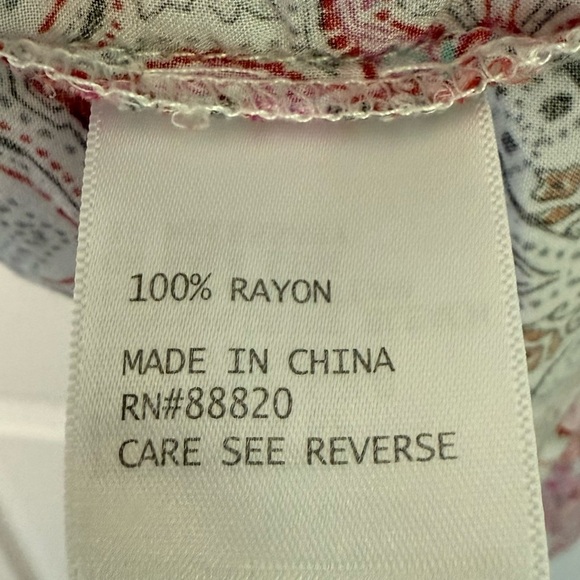 100% RAYON
MADE IN CHINA
RN#88820
CARE SEE REVERSE